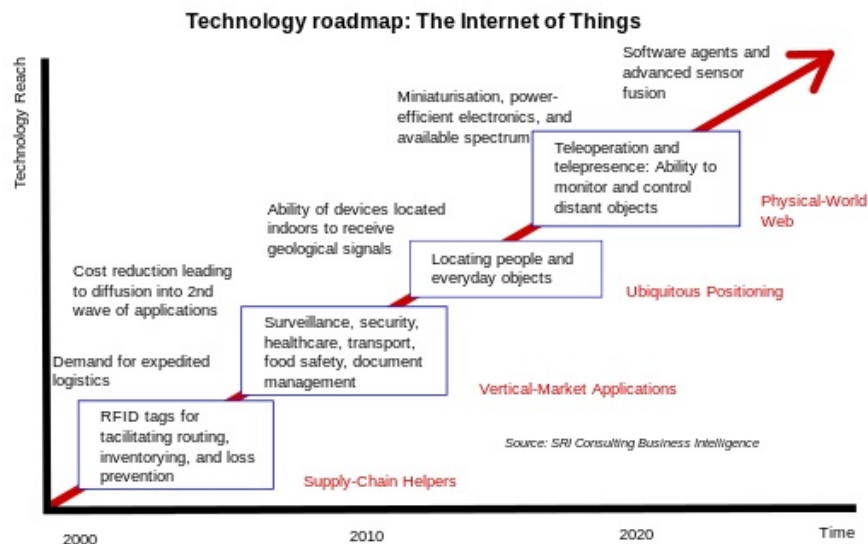 Technology roadmap: The Internet of Things
Technology Reach
Software agents and
advanced sensor
fusion
Miniaturisation, power-
efficient electronics, and
available spectrum
Teleoperation and
telepresence: Ability to
monitor and control
distant objects
Physical-World
Web
Ability of devices located
indoors to receive
geological signals
Locating people and
everyday objects
Ubiquitous Positioning
Cost reduction leading
to diffusion into 2nd
wave of applications
Surveillance, security,
healthcare, transport,
food safety, document
management
Vertical-Market Applications
Demand for expedited
logistics
RFID tags for
tacilitating routing,
inventorying, and loss
prevention
Supply-Chain Helpers
Source: SRI Consulting Business Intelligence
2000
2010
2020
Time